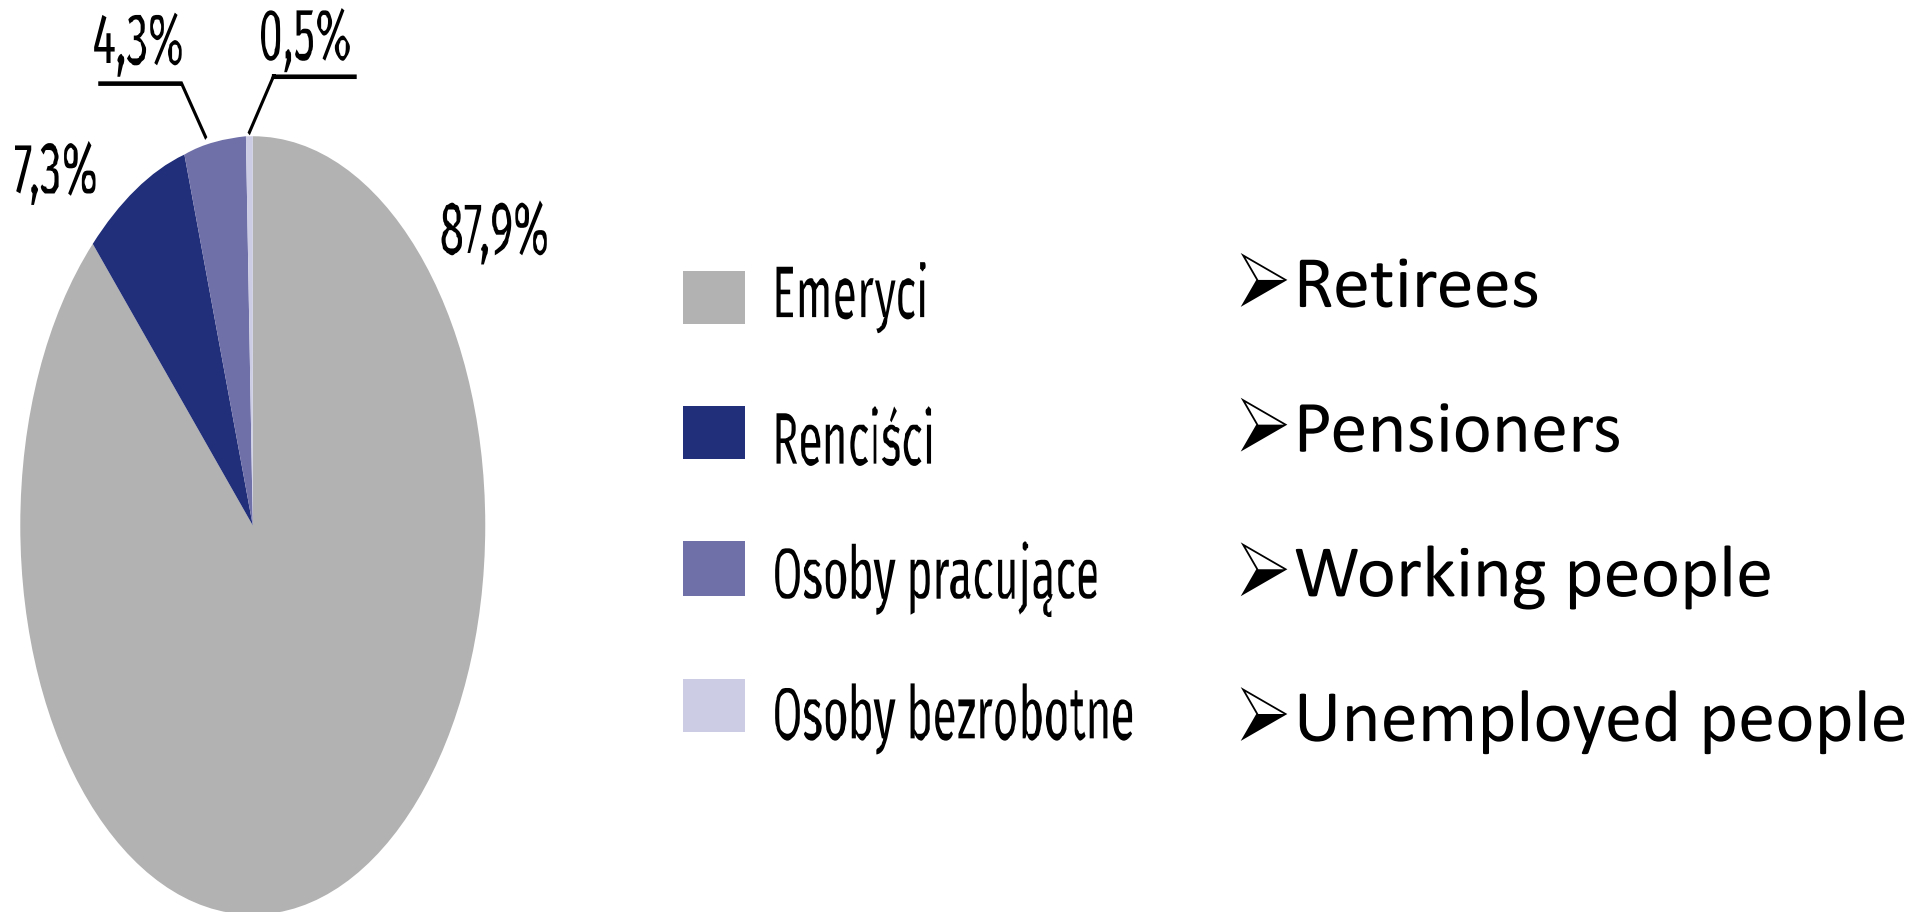 4,3%
0,5%
7,3%
87,9%
Emeryci
Renciści
Osoby pracujące
Osoby bezrobotne
Retirees
Pensioners
Working people
Unemployed people